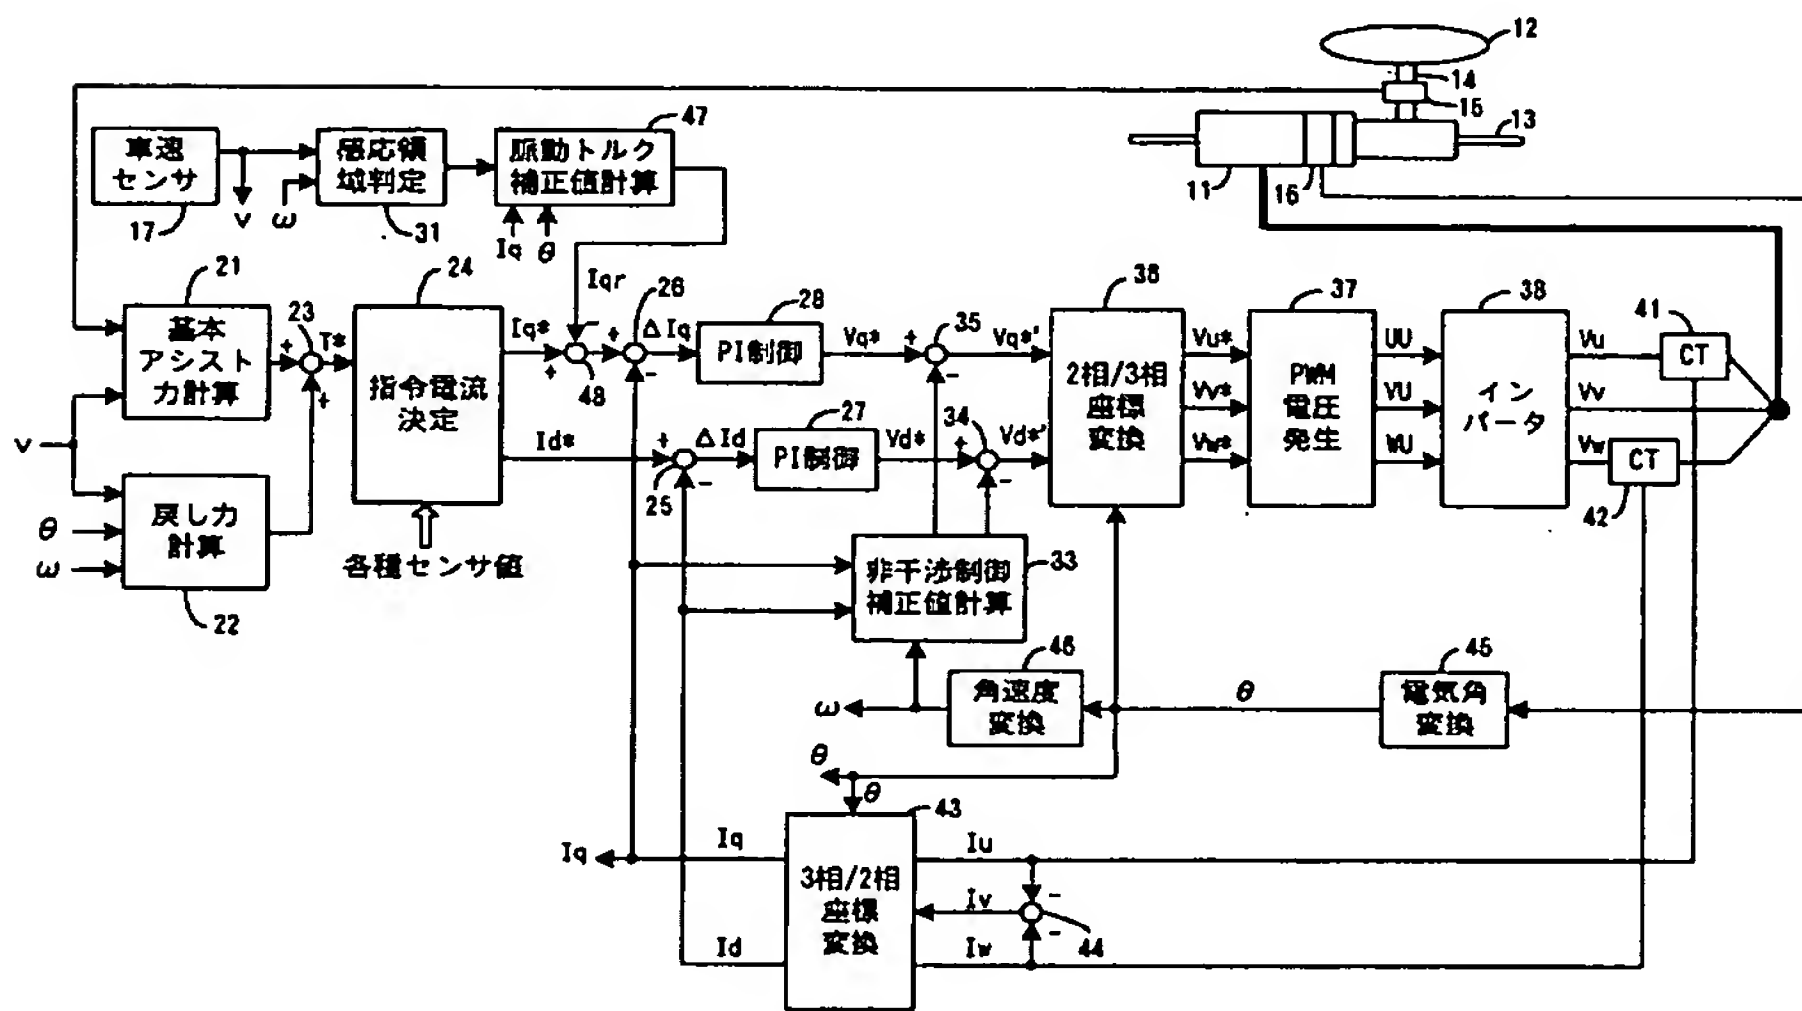 12
14
15
13
11
16
車速
センサ
17
v
ω
感応領
域判定
31
47
脈動トルク
補正値計算
Iq
θ
Iqr
21
基本
アシスト
力計算
23
+
+
T*
24
指令電流
決定
各種センサ値
v
θ
ω
戻し力
計算
22
Iq*
+
-
48
+
26
-
ΔIq
28
PI制御
Vq*
+
35
-
Vq*'
Id*
+
25
-
ΔId
27
PI制御
Vd*
+
34
-
Vd*'
36
2相/3相
座標
変換
Vu*
Vv*
Vw*
37
PWM
電圧
発生
UU
VU
WU
38
イン
バータ
Vu
Vv
Vw
41
CT
CT
42
33
非干渉制御
補正値計算
46
角速度
変換
ω
θ
45
電気角
変換
θ
θ
43
3相/2相
座標
変換
Iq
Iq
Id
Iu
Iv
Iw
-
-
44